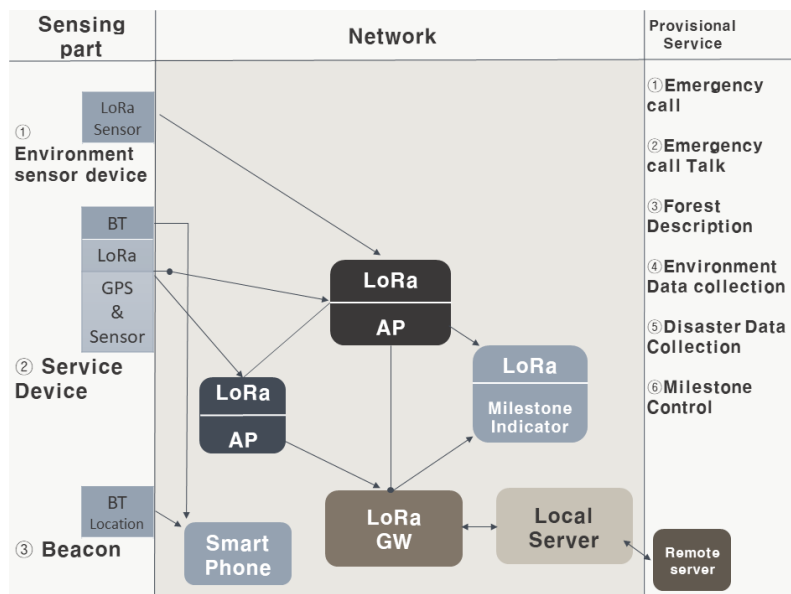 Sensing
part
Network
Provisional
Service
LoRa
Sensor
①
Environment
sensor device
BT
LoRa
GPS
&
Sensor
② Service
Device
BT
Location
③ Beacon
LoRa
AP
LoRa
AP
LoRa
Milestone
Indicator
LoRa
GW
Local
Server
Smart
Phone
Remote
server
①Emergency
call
②Emergency
call Talk
③Forest
Description
④Environment
Data collection
⑤Disaster Data
Collection
⑥Milestone
Control